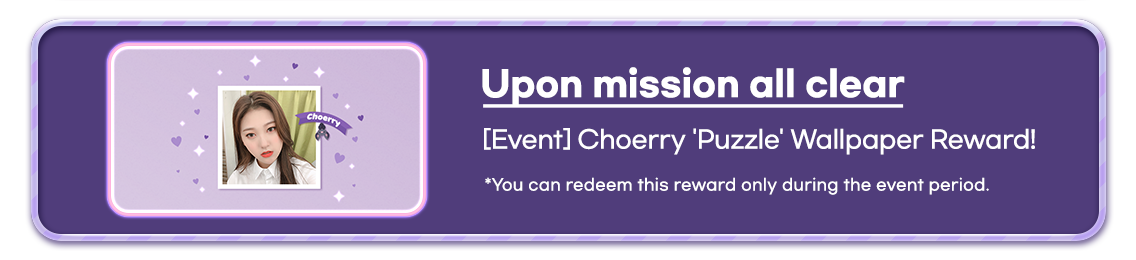 Choerry
Upon mission all clear
[Event] Choerry 'Puzzle' Wallpaper Reward!
*You can redeem this reward only during the event period.